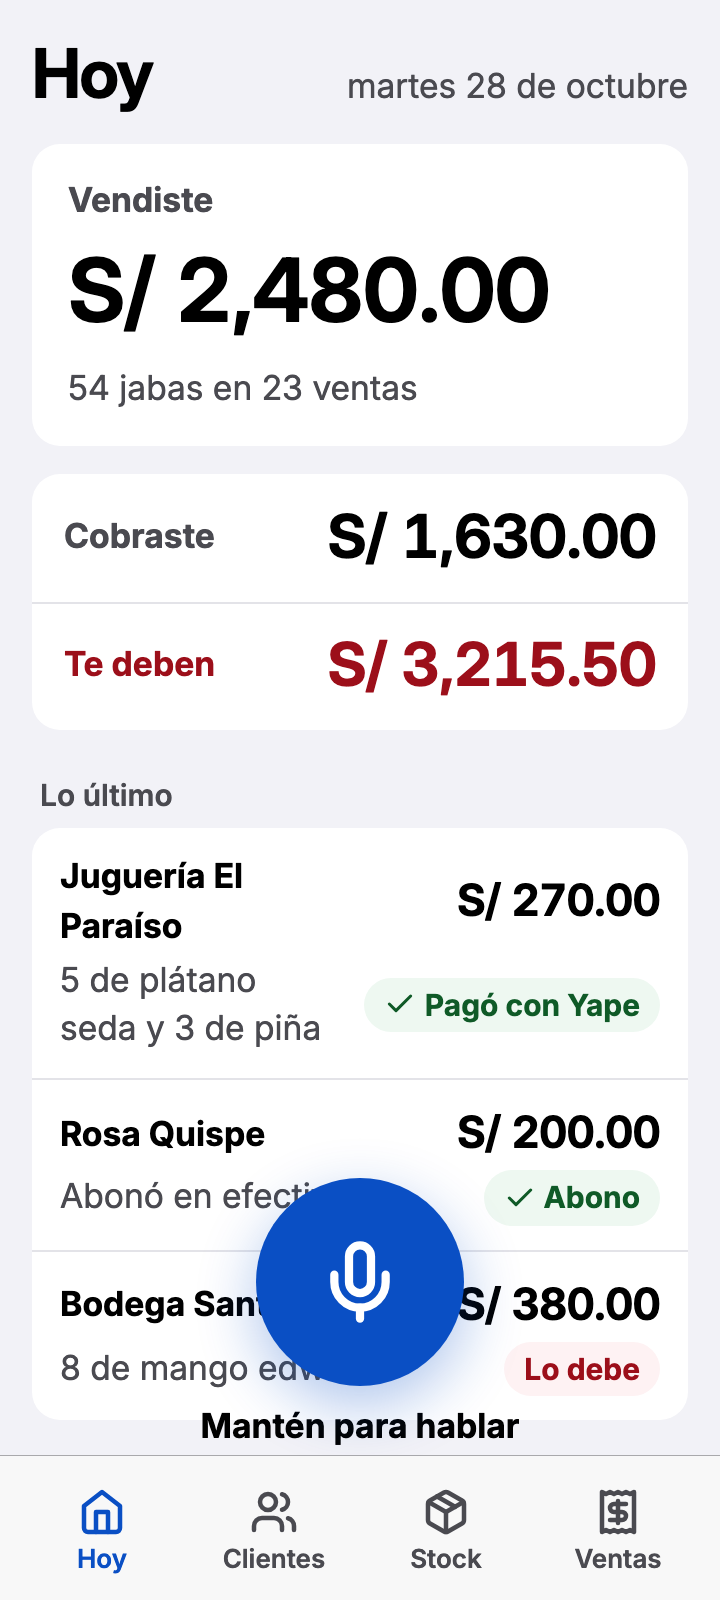 Hoy
martes 28 de octubre
Vendiste
S/ 2,480.00
54 jabas en 23 ventas
Cobraste
S/ 1,630.00
Te deben
S/ 3,215.50
Lo último
Juguería El
Paraíso
S/ 270.00
5 de plátano
seda y 3 de piña
Pagó con Yape
Rosa Quispe
S/ 200.00
Abonó en
Abono
Bodega
S/ 380.00
8 de mango
Lo debe
Mantén para hablar
Hoy
Clientes
Stock
Ventas